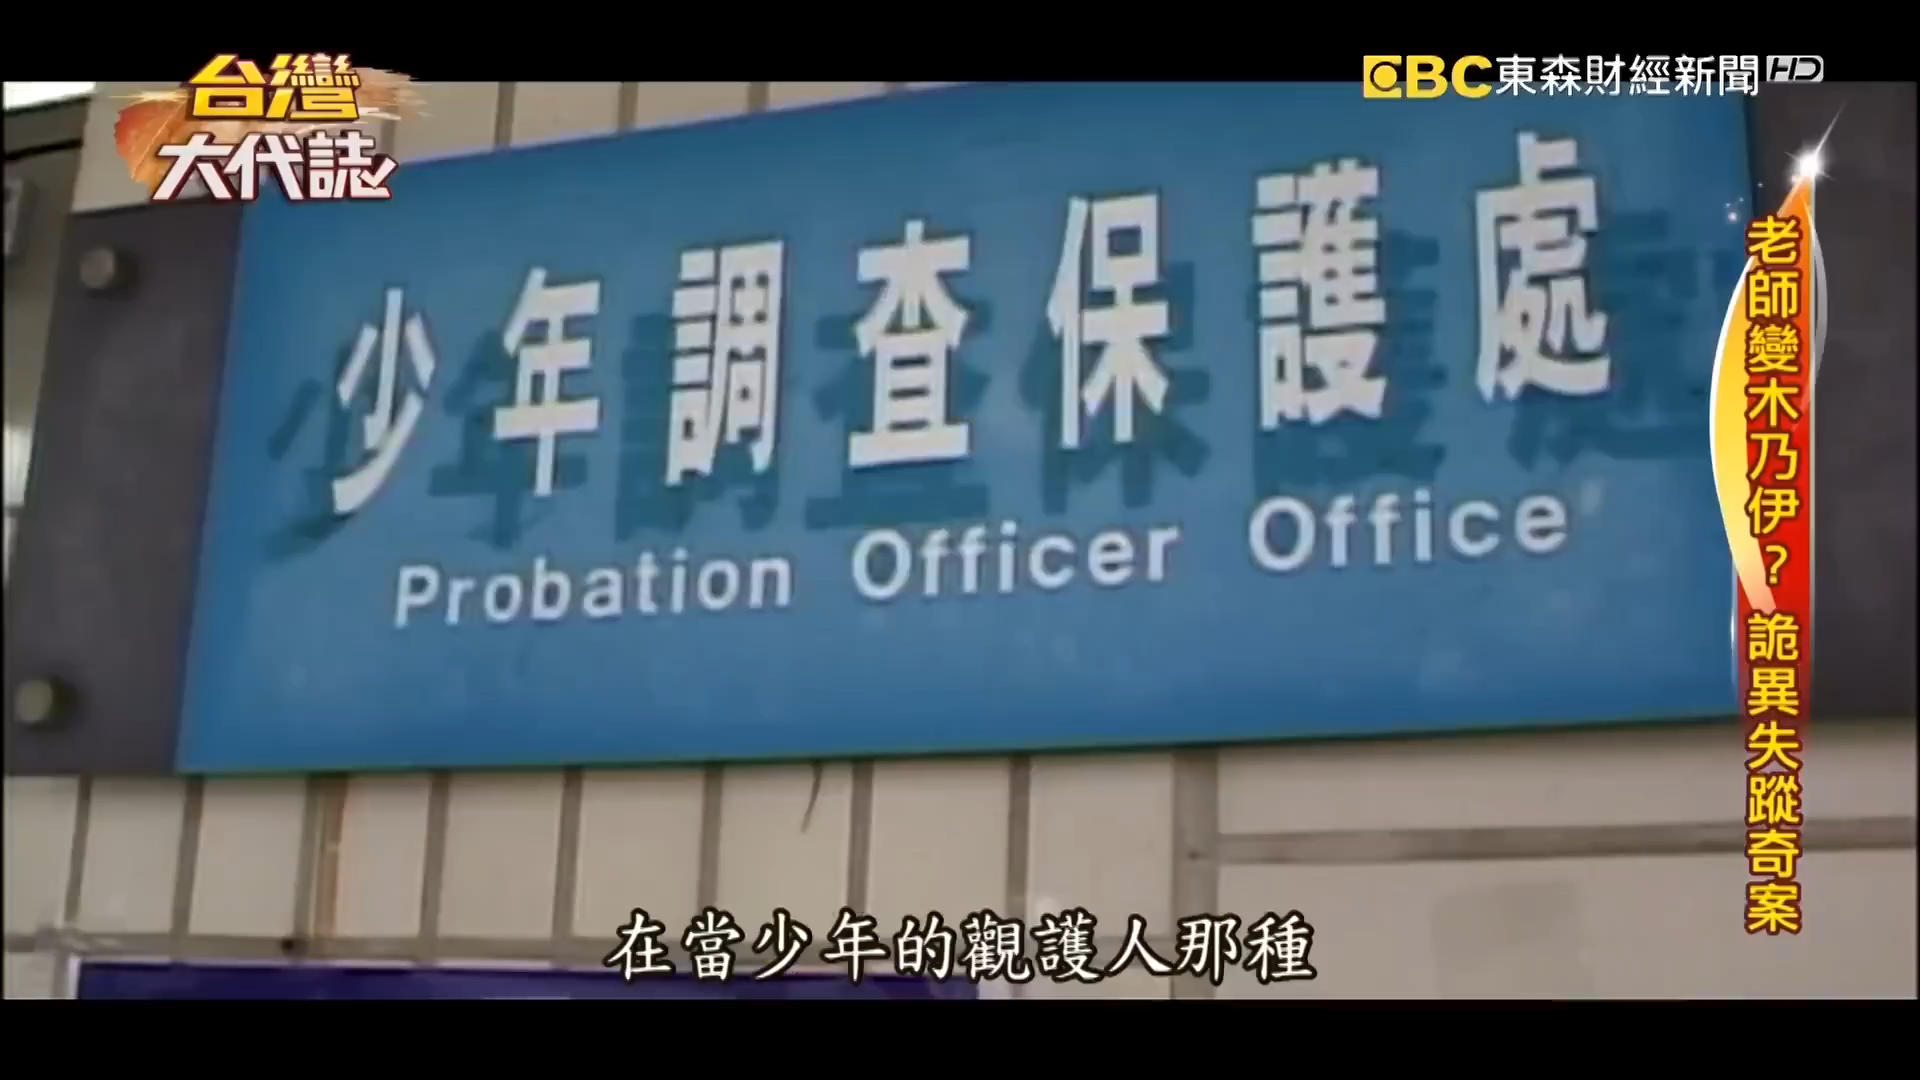 台灣
大代誌
EBC東森財經新聞HD
少年調查保護處
Probation Officer Office
老師變木乃伊？詭異失蹤奇案
在當少年的觀護人那種